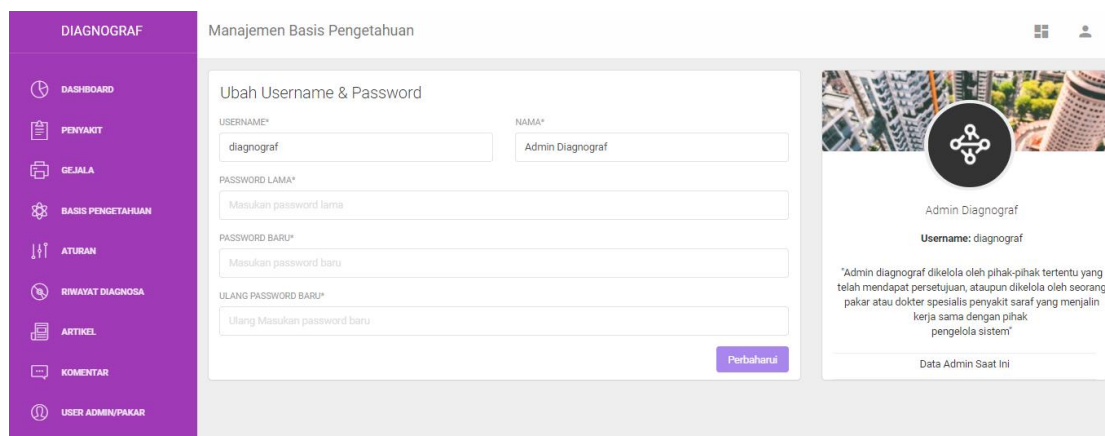 DIAGNOGRAF
Manajemen Basis Pengetahuan
DASHBOARD
PENYAKIT
GEJALA
BASIS PENGETAHUAN
ATURAN
RIWAYAT DIAGNOSA
ARTIKEL
KOMENTAR
USER ADMIN/PAKAR
Ubah Username & Password
USERNAME*
NAMA*
diagnograf
Admin Diagnograf
PASSWORD LAMA*
Masukan password lama
PASSWORD BARU*
Masukan password baru
ULANG PASSWORD BARU*
Ulang Masukan password baru
Perbaharui
Admin Diagnograf
Username: diagnograf
"Admin diagnograf dikelola oleh pihak-pihak tertentu yang
telah mendapat persetujuan, ataupun dikelola oleh seorang
pakar atau dokter spesialis penyakit saraf yang menjalin
kerja sama dengan pihak
pengelola sistem"
Data Admin Saat Ini